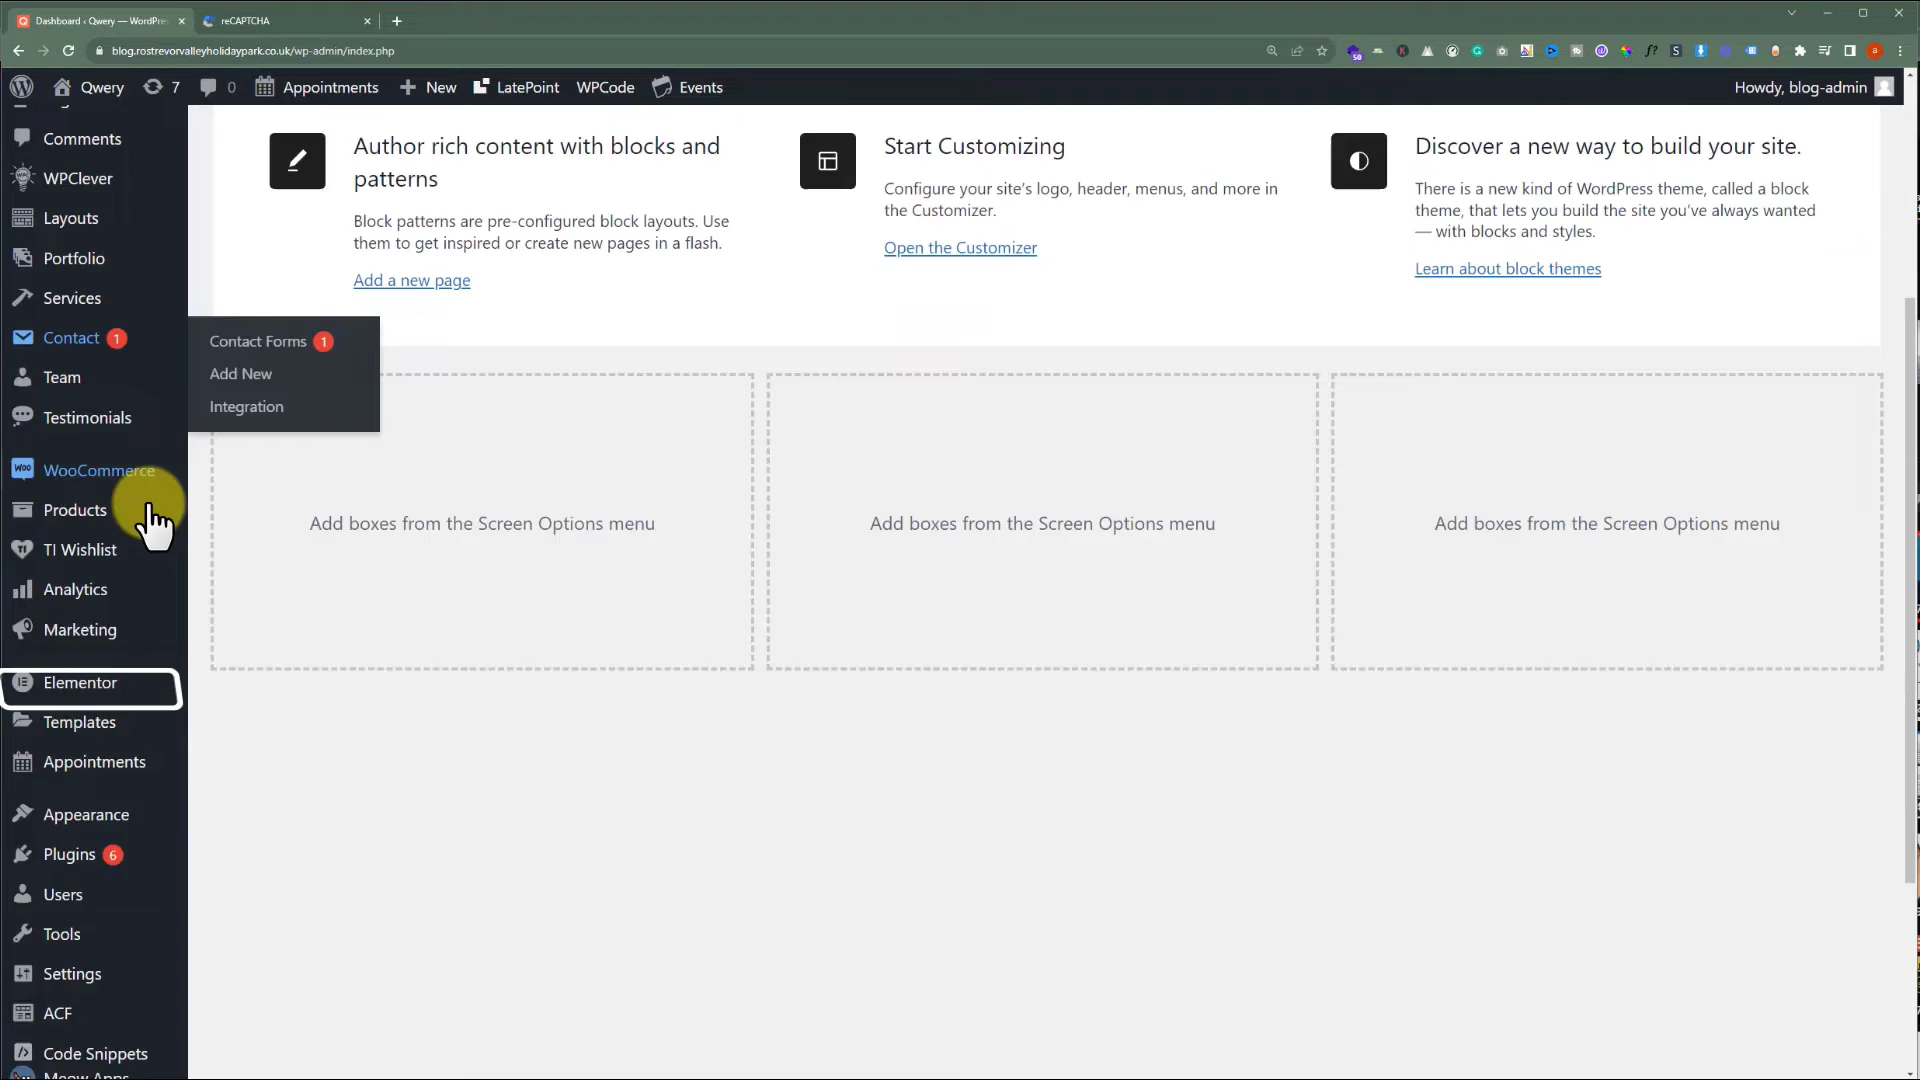 Dashboard ‹ Qwery — WordPre
reCAPTCHA
blog.rostrevorvalleyholidaypark.co.uk/wp-admin/index.php
Qwery
7
0
Appointments
New
LatePoint
WPCode
Events
Howdy, blog-admin
Comments
WPClever
Layouts
Portfolio
Services
Contact 1
Team
Testimonials
WooCommerce
Products
TI Wishlist
Analytics
Marketing
Elementor
Templates
Appointments
Appearance
Plugins 6
Users
Tools
Settings
ACF
Code Snippets
Meow Apps
Contact Forms 1
Add New
Integration
Author rich content with blocks and
patterns
Block patterns are pre-configured block layouts. Use
them to get inspired or create new pages in a flash.
Add a new page
Start Customizing
Configure your site’s logo, header, menus, and more in
the Customizer.
Open the Customizer
Discover a new way to build your site.
There is a new kind of WordPress theme, called a block
theme, that lets you build the site you’ve always wanted
— with blocks and styles.
Learn about block themes
Add boxes from the Screen Options menu
Add boxes from the Screen Options menu
Add boxes from the Screen Options menu